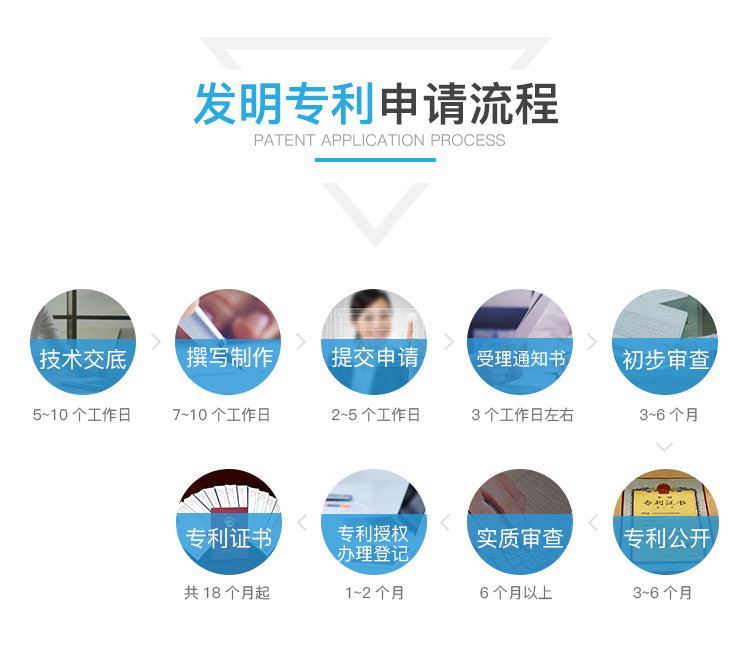 发明专利申请流程
PATENT APPLICATION PROCESS
技术交底
撰写制作
提交申请
受理通知书
初步审查
5~10 个工作日
7~10 个工作日
2~5 个工作日
3 个工作日左右
3~6 个月
专利证书
专利授权
办理登记
实质审查
专利公开
专利证书
共 18 个月起
1~2 个月
6 个月以上
3~6 个月